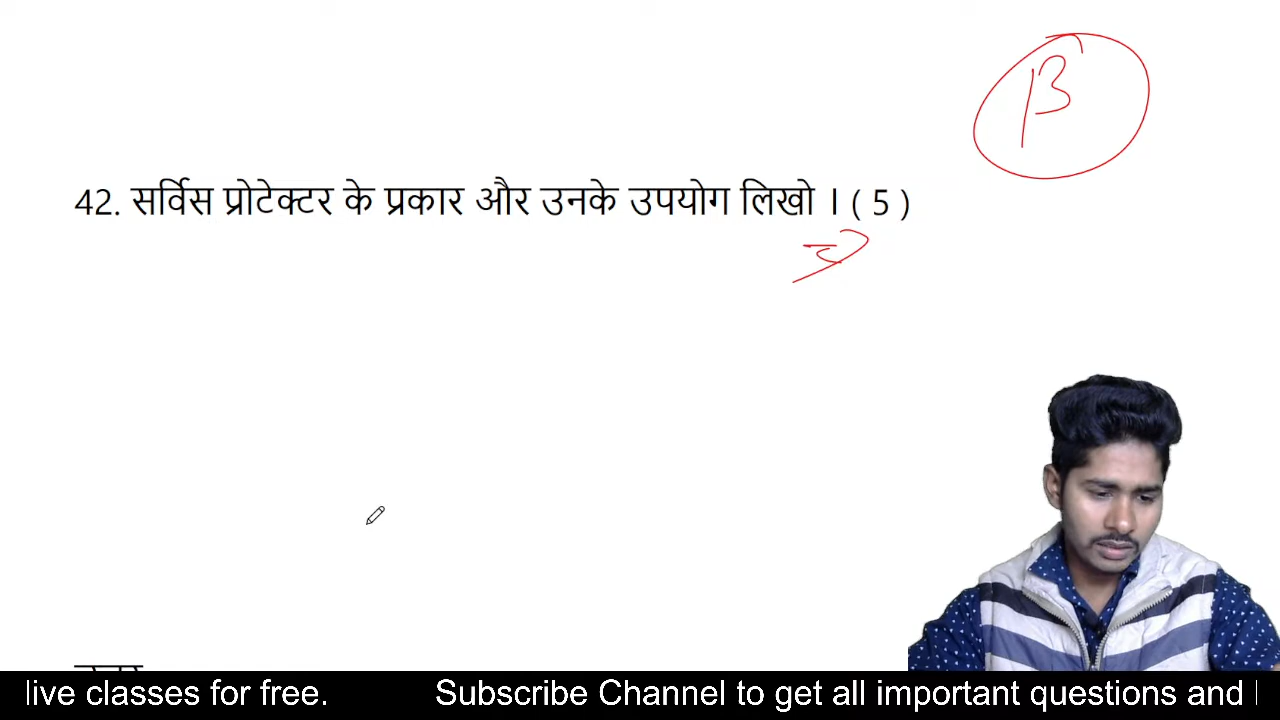 β
42. सर्विस प्रोटेक्टर के प्रकार और उनके उपयोग लिखो । ( 5 )
live classes for free. Subscribe Channel to get all important questions and